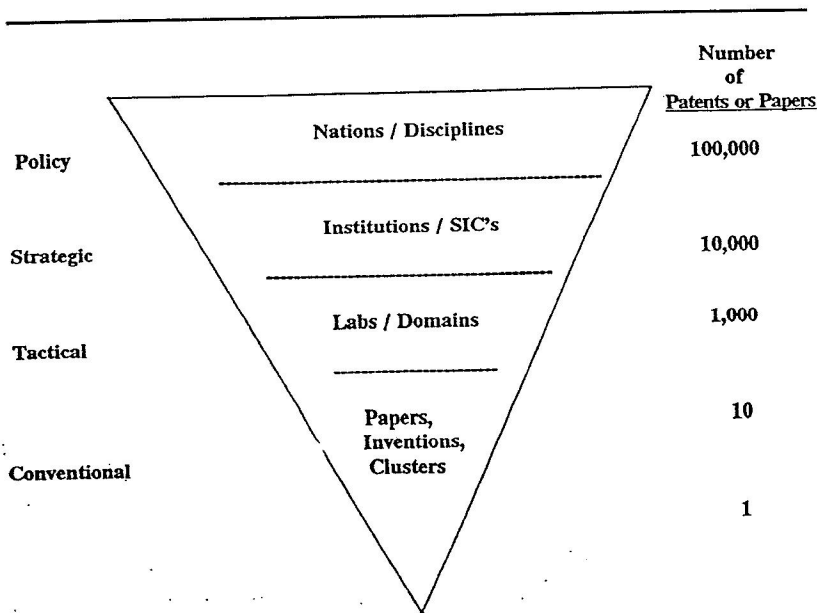 Number
of
Patents or Papers
Nations / Disciplines
Policy
100,000
Institutions / SIC's
Strategic
10,000
Labs / Domains
Tactical
1,000
Papers,
Inventions,
Clusters
10
Conventional
1